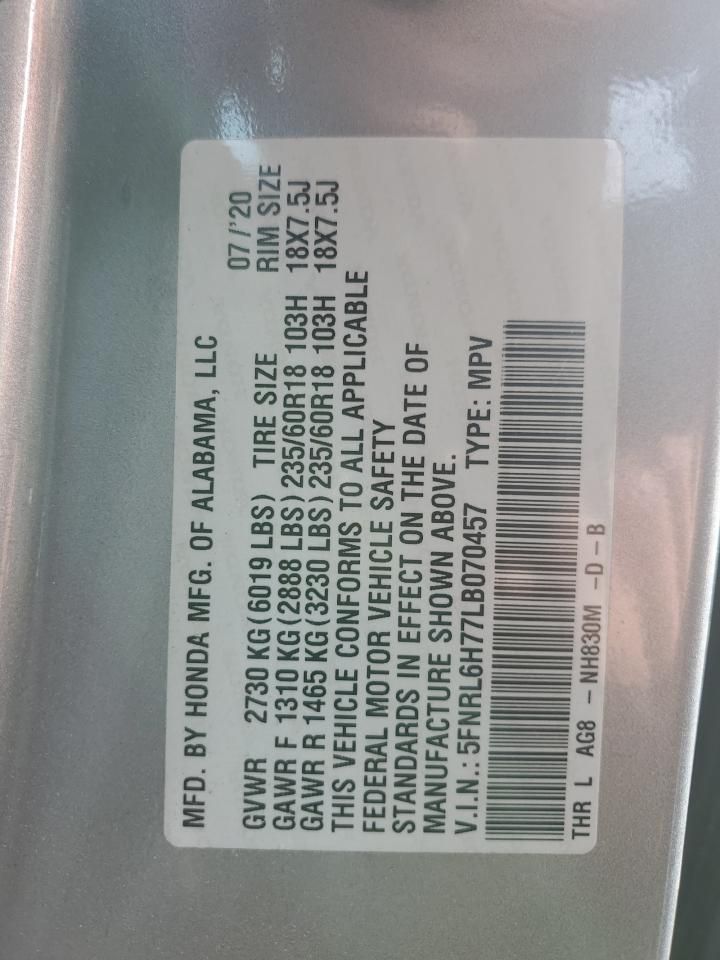 MFD. BY HONDA MFG. OF ALABAMA, LLC 07/'20
GVWR 2730 KG(6019 LBS) TIRE SIZE RIM SIZE
GAWR F 1310 KG(2888 LBS)235/60R18 103H 18X7.5J
GAWR R 1465 KG(3230 LBS)235/60R18 103H 18X7.5J
THIS VEHICLE CONFORMS TO ALL APPLICABLE
FEDERAL MOTOR VEHICLE SAFETY
STANDARDS IN EFFECT ON THE DATE OF
MANUFACTURE SHOWN ABOVE.
V.I.N.:5FNRL6H77LB070457 TYPE: MPV
THR L AG8 – NH830M –D–B